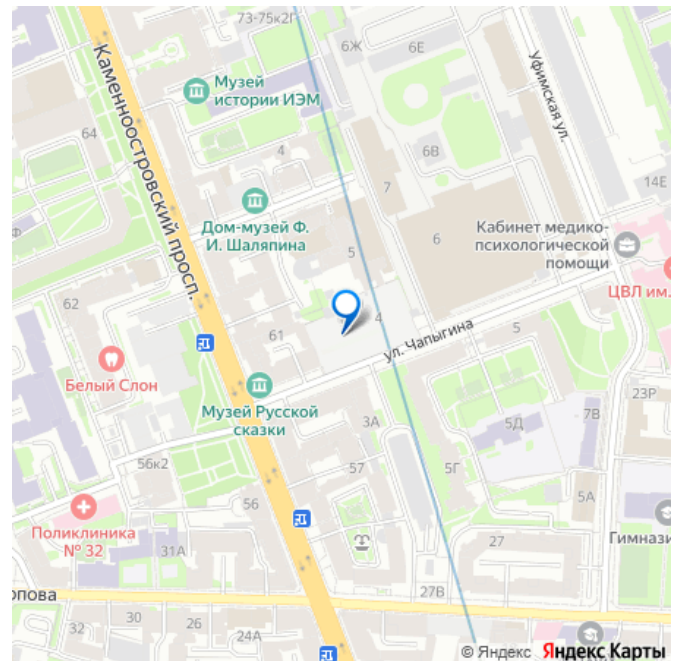 73-75к2Г
6Ж
6Е
Музей
истории ИЭМ
Уфимская ул.
Каменноостровский просп.
64
4
6В
7
14Е
Дом-музей Ф.
И. Шаляпина
5
6
Кабинет медико-
психологической
помощи
ЦВЛ им.
62
4
61
ул. Чапыгина
5
Белый Слон
Музей Русской
сказки
23Р
3А
5Д
7В
56к2
57
5Г
5А
56
Поликлиника
№ 32
31А
27
Гимнази
27В
опова
32
30
26
24А
© Яндекс Яндекс Карты